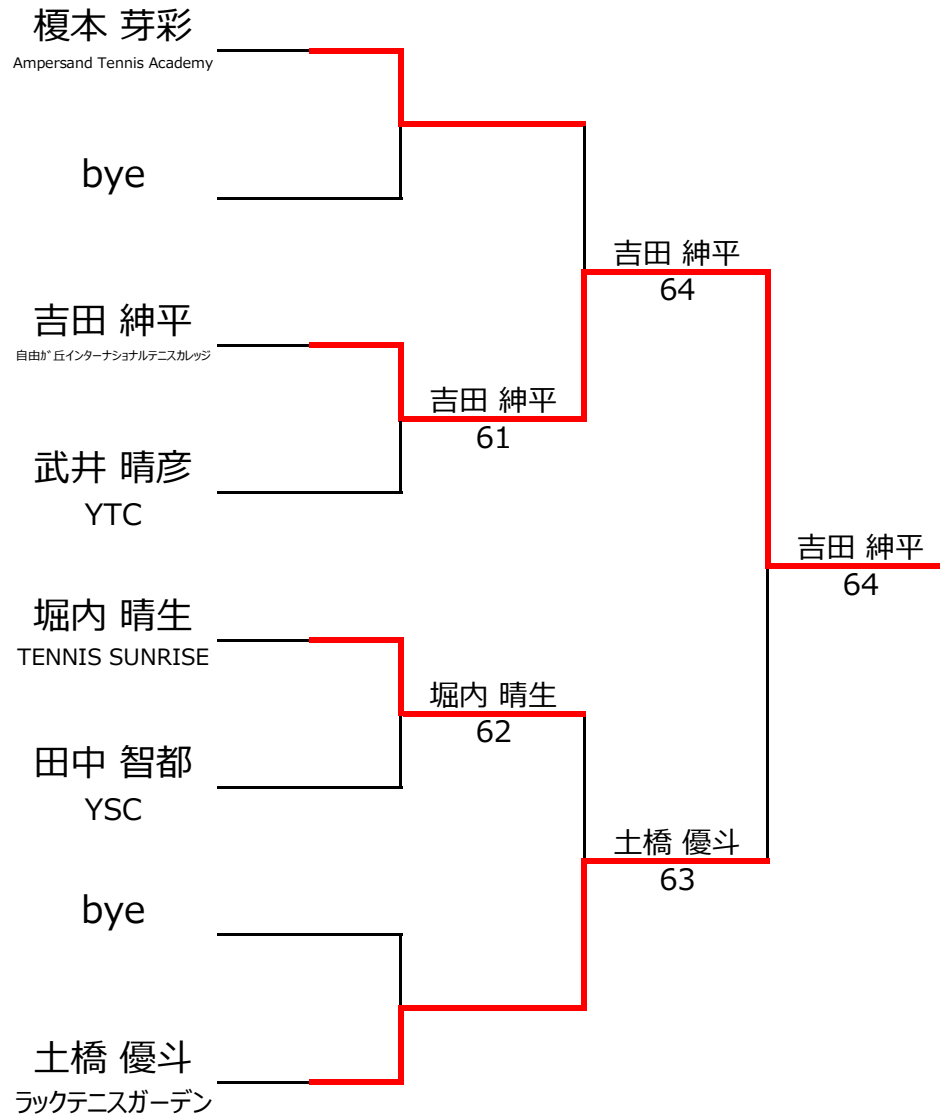 榎本 芽彩
Ampersand Tennis Academy
bye
吉田 紳平
64
吉田 紳平
自由ｶﾞ丘インターナショナルテニスカレッジ
吉田 紳平
61
武井 晴彦
YTC
吉田 紳平
64
堀内 晴生
TENNIS SUNRISE
堀内 晴生
62
田中 智都
YSC
土橋 優斗
63
bye
土橋 優斗
ラックテニスガーデン